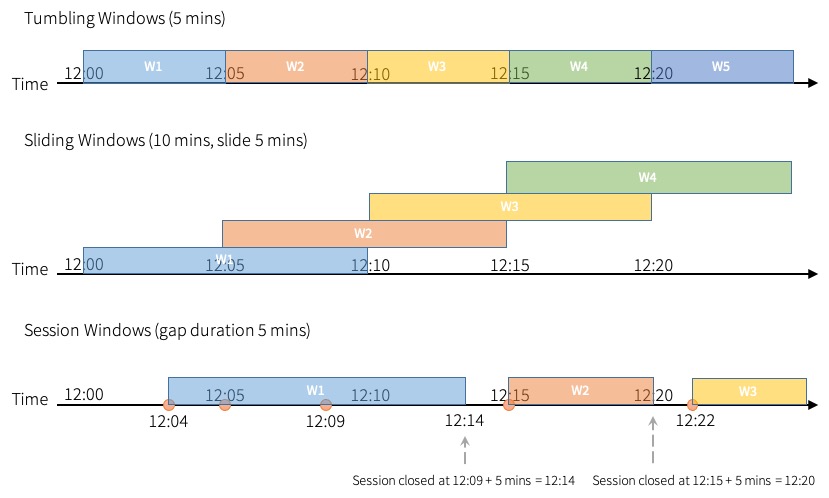 Tumbling Windows (5 mins)
W1 W2 W3 W4 W5
Time 12:00 12:05 12:10 12:15 12:20
Sliding Windows (10 mins, slide 5 mins)
W4
W3
W2
W1
Time 12:00 12:05 12:10 12:15 12:20
Session Windows (gap duration 5 mins)
W1 W2 W3
Time 12:00 12:05 12:10 12:15 12:20
12:04 12:09 12:14 12:22
Session closed at 12:09 + 5 mins = 12:14 Session closed at 12:15 + 5 mins = 12:20